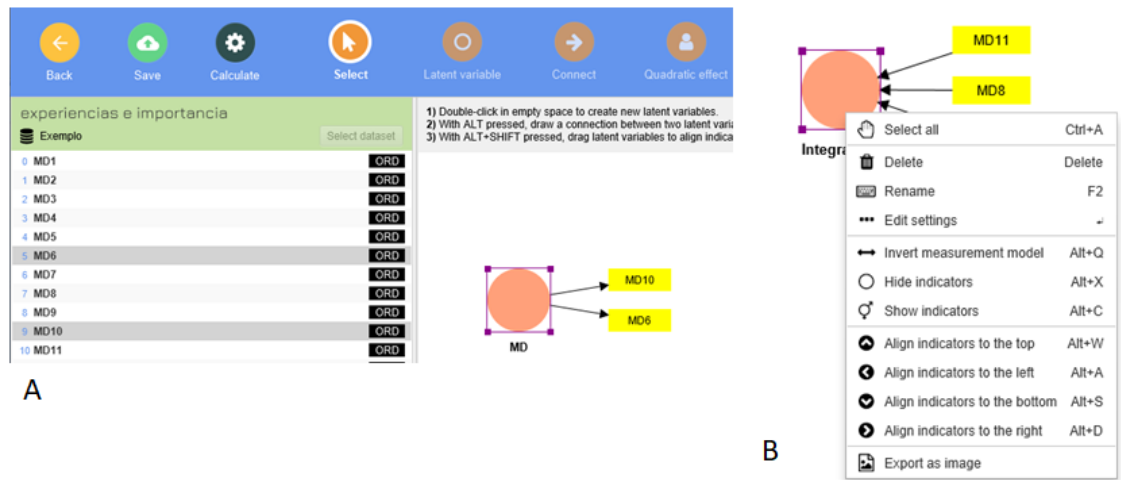 Back Save Calculate Select Latent variable Connect Quadratic effect
experiencias e importancia
Exemplo Select dataset
0 MD1 ORD
1 MD2 ORD
2 MD3 ORD
3 MD4 ORD
4 MD5 ORD
5 MD6 ORD
6 MD7 ORD
7 MD8 ORD
8 MD9 ORD
9 MD10 ORD
10 MD11 ORD
1) Double-click in empty space to create new latent variables.
2) With ALT pressed, draw a connection between two latent varia
3) With ALT+SHIFT pressed, drag latent variables to align indica
MD10
MD6
MD
A
MD11
MD8
Integra
Select all Ctrl+A
Delete Delete
Rename F2
Edit settings
Invert measurement model Alt+Q
Hide indicators Alt+X
Show indicators Alt+C
Align indicators to the top Alt+W
Align indicators to the left Alt+A
Align indicators to the bottom Alt+S
Align indicators to the right Alt+D
Export as image
B